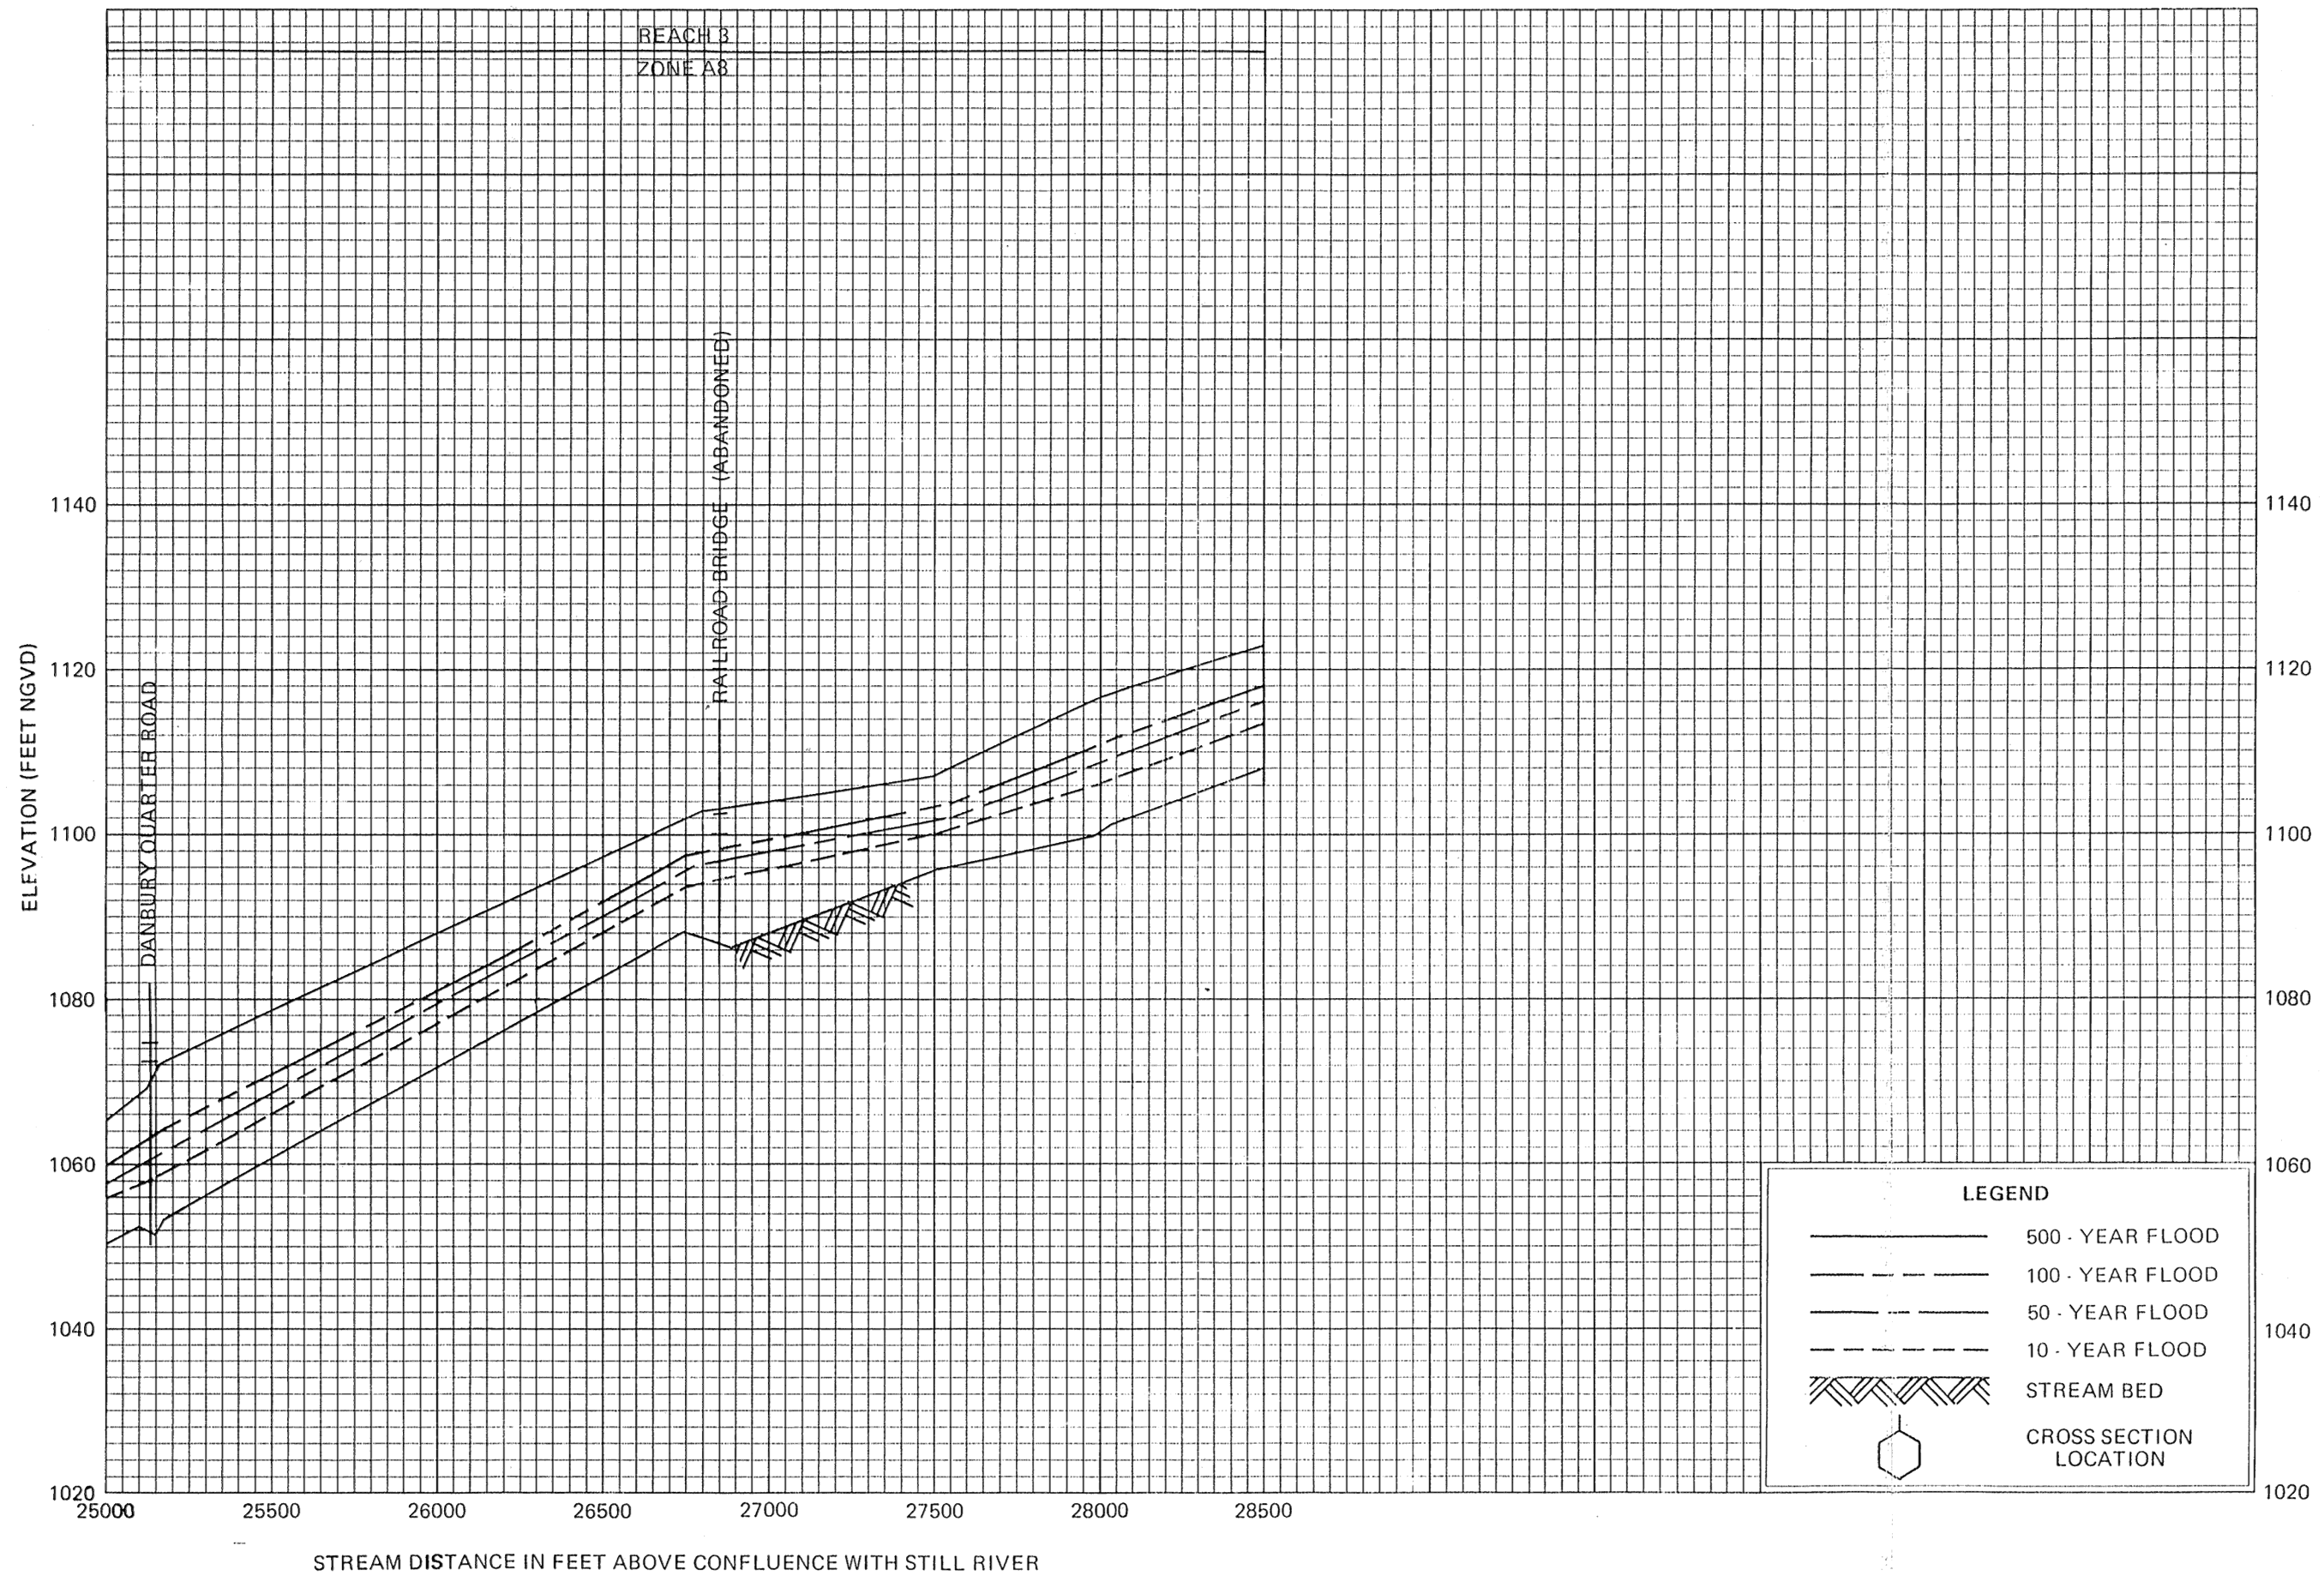 REACH 3
ZONE A8
RAILROAD BRIDGE (ABANDONED)
DANBURY QUARTER ROAD
ELEVATION (FEET NGVD)
1140
1120
1100
1080
1060
1040
1020
1140
1120
1100
1080
1060
1040
1020
25000
25500
26000
26500
27000
27500
28000
28500
STREAM DISTANCE IN FEET ABOVE CONFLUENCE WITH STILL RIVER
LEGEND
500 - YEAR FLOOD
100 - YEAR FLOOD
50 - YEAR FLOOD
10 - YEAR FLOOD
STREAM BED
CROSS SECTION
LOCATION